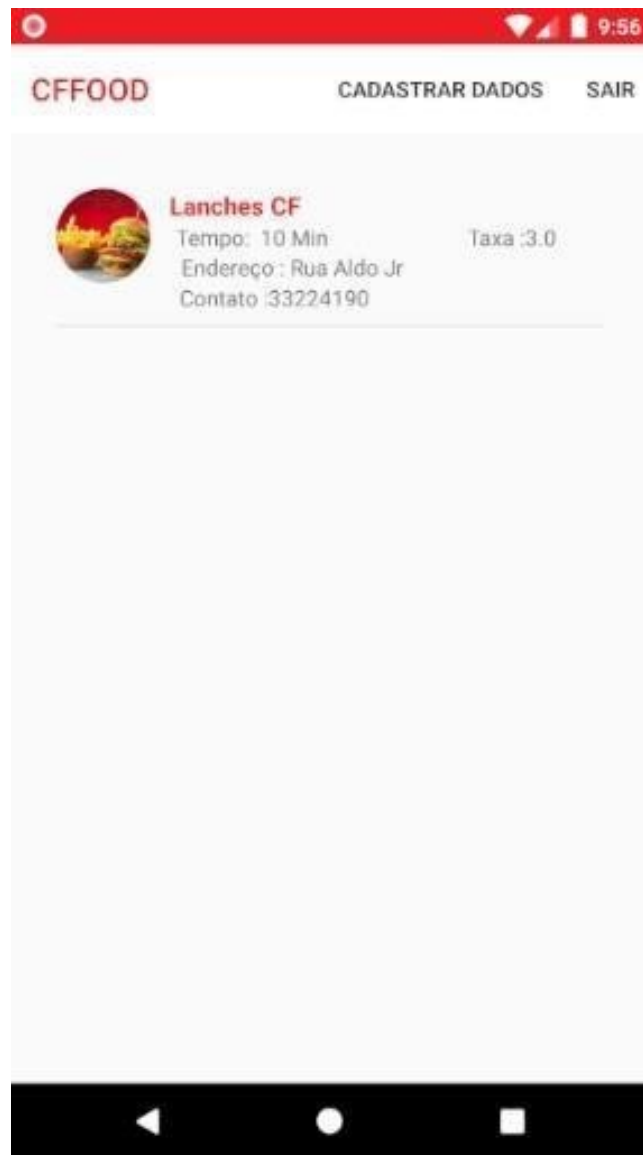 9:56
CFFOOD CADASTRAR DADOS SAIR
Lanches CF
Tempo: 10 Min Taxa :3.0
Endereço : Rua Aldo Jr
Contato :33224190